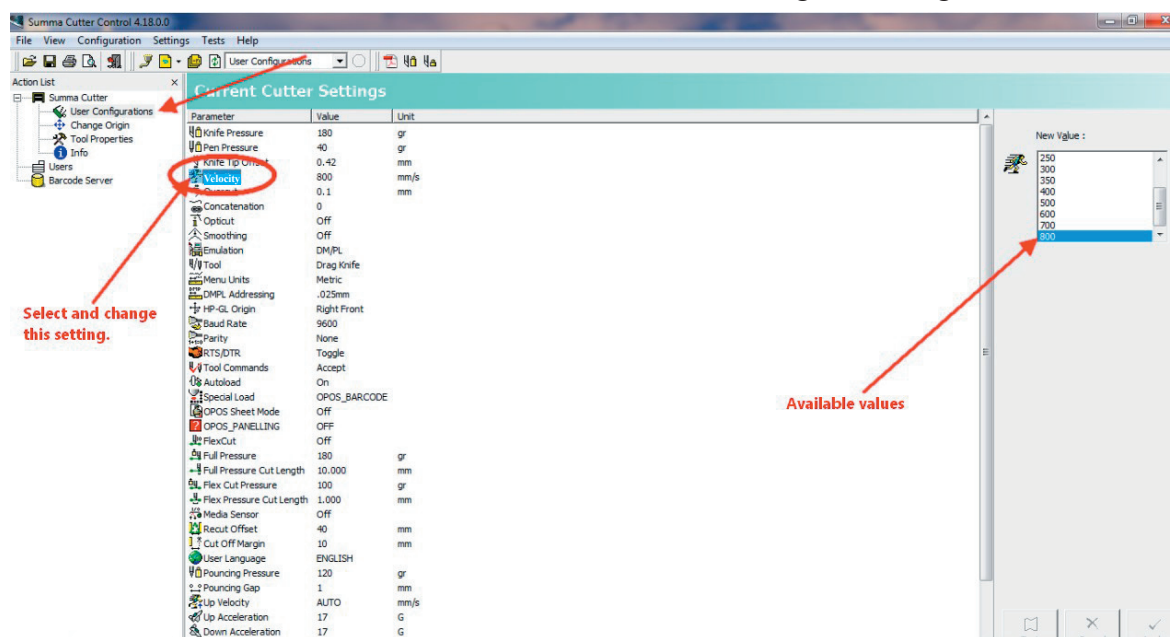 Summa Cutter Control 4.18.0.0
File View Configuration Settings Tests Help
User Configurations
Action List
Summa Cutter
User Configurations
Change Origin
Tool Properties
Info
Users
Barcode Server
Current Cutter Settings
Parameter Value Unit
Knife Pressure 180 gr
Pen Pressure 40 gr
Knife Tip Offset 0.42 mm
Velocity 800 mm/s
0.1 mm
Concatenation 0
Opticut Off
Smoothing Off
Emulation DM/PL
Tool Drag Knife
Menu Units Metric
DMPL Addressing .025mm
HP-GL Origin Right Front
Baud Rate 9600
Parity None
RTS/DTR Toggle
Tool Commands Accept
Autoload On
Special Load OPOS_BARCODE
OPOS Sheet Mode Off
OPOS_PANELLING OFF
FlexCut Off
Full Pressure 180 gr
Full Pressure Cut Length 10.000 mm
Flex Cut Pressure 100 gr
Flex Pressure Cut Length 1.000 mm
Media Sensor Off
Recut Offset 40 mm
Cut Off Margin 10 mm
User Language ENGLISH
Pouncing Pressure 120 gr
Pouncing Gap 1 mm
Up Velocity AUTO mm/s
Up Acceleration 17 G
Down Acceleration 17 G
New Value :
250
300
350
400
500
600
700
800
Select and change
this setting.
Available values